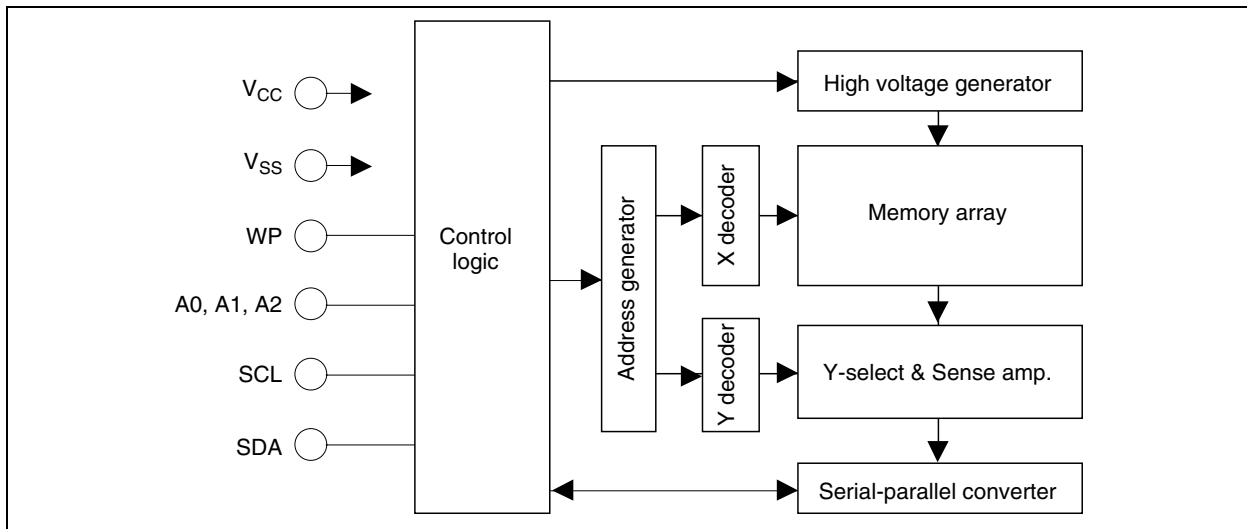 V_CC
V_SS
WP
A0, A1, A2
SCL
SDA
Control
logic
Address generator
X decoder
Y decoder
High voltage generator
Memory array
Y-select & Sense amp.
Serial-parallel converter